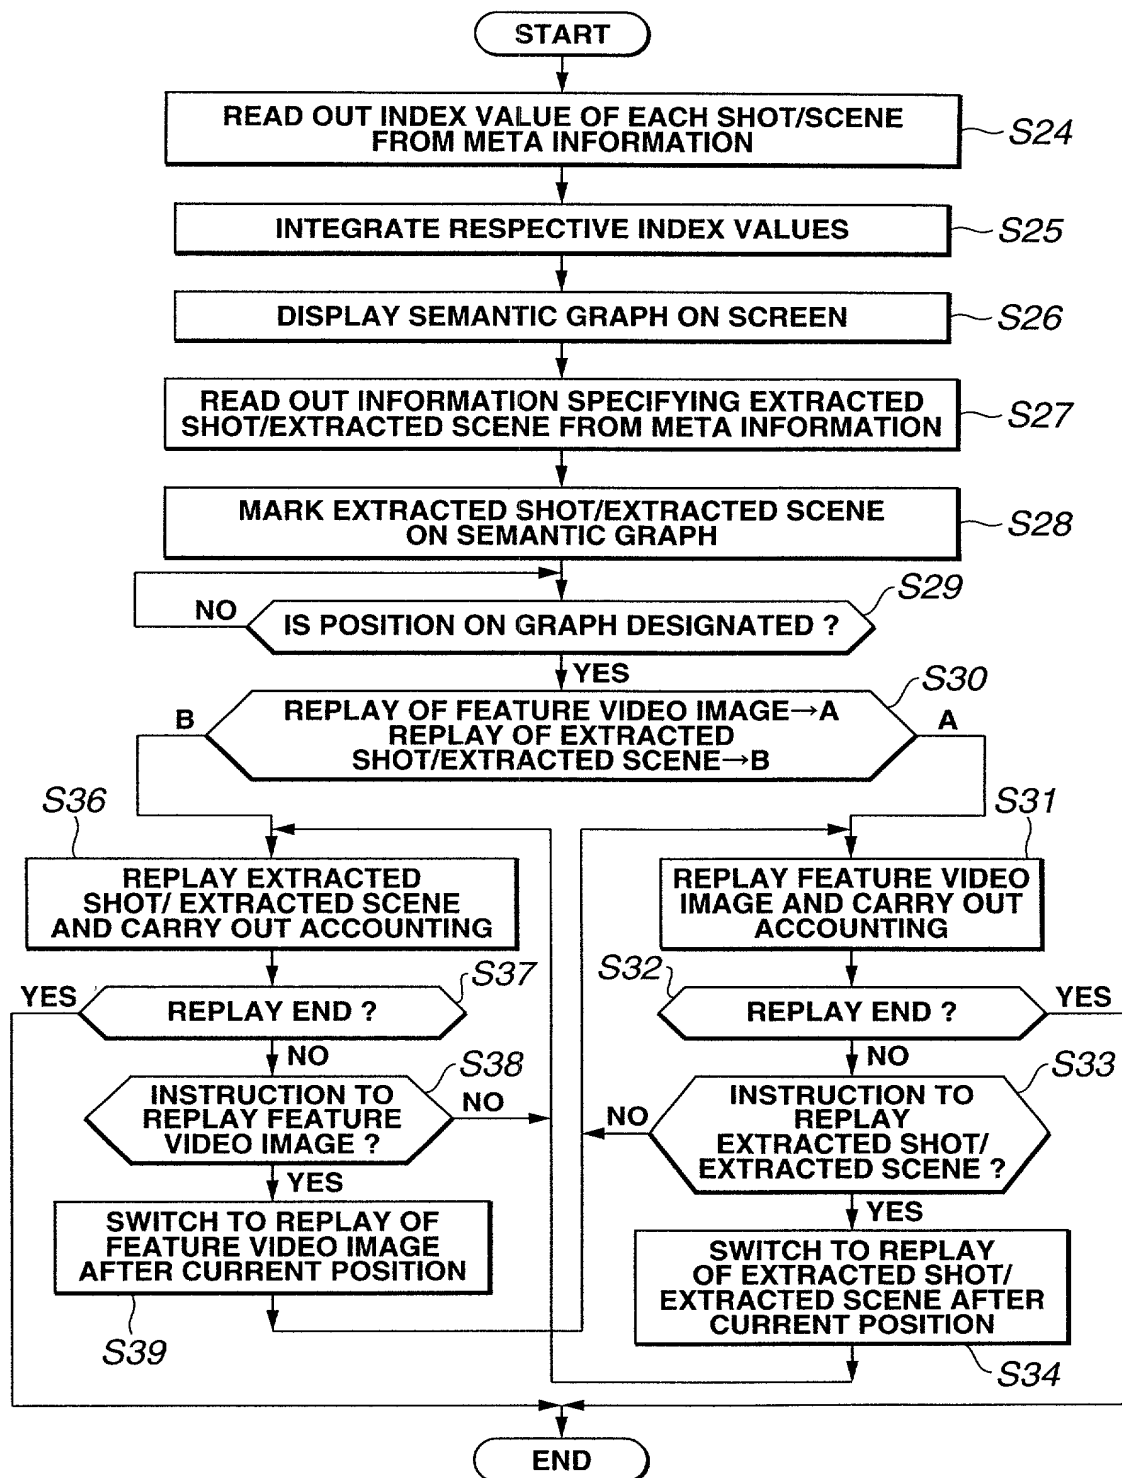 START
READ OUT INDEX VALUE OF EACH SHOT/SCENE
FROM META INFORMATION
S24
INTEGRATE RESPECTIVE INDEX VALUES
S25
DISPLAY SEMANTIC GRAPH ON SCREEN
S26
READ OUT INFORMATION SPECIFYING EXTRACTED
SHOT/EXTRACTED SCENE FROM META INFORMATION
S27
MARK EXTRACTED SHOT/EXTRACTED SCENE
ON SEMANTIC GRAPH
S28
S29
NO
IS POSITION ON GRAPH DESIGNATED ?
YES
S30
B
REPLAY OF FEATURE VIDEO IMAGE→A
REPLAY OF EXTRACTED
SHOT/EXTRACTED SCENE→B
A
S36
REPLAY EXTRACTED
SHOT/ EXTRACTED SCENE
AND CARRY OUT ACCOUNTING
S31
REPLAY FEATURE VIDEO
IMAGE AND CARRY OUT
ACCOUNTING
S37
YES
REPLAY END ?
NO
S32
REPLAY END ?
YES
NO
S38
INSTRUCTION TO
REPLAY FEATURE
VIDEO IMAGE ?
NO
YES
S33
NO
INSTRUCTION TO
REPLAY
EXTRACTED SHOT/
EXTRACTED SCENE ?
YES
SWITCH TO REPLAY OF
FEATURE VIDEO IMAGE
AFTER CURRENT POSITION
S39
SWITCH TO REPLAY
OF EXTRACTED SHOT/
EXTRACTED SCENE AFTER
CURRENT POSITION
S34
END